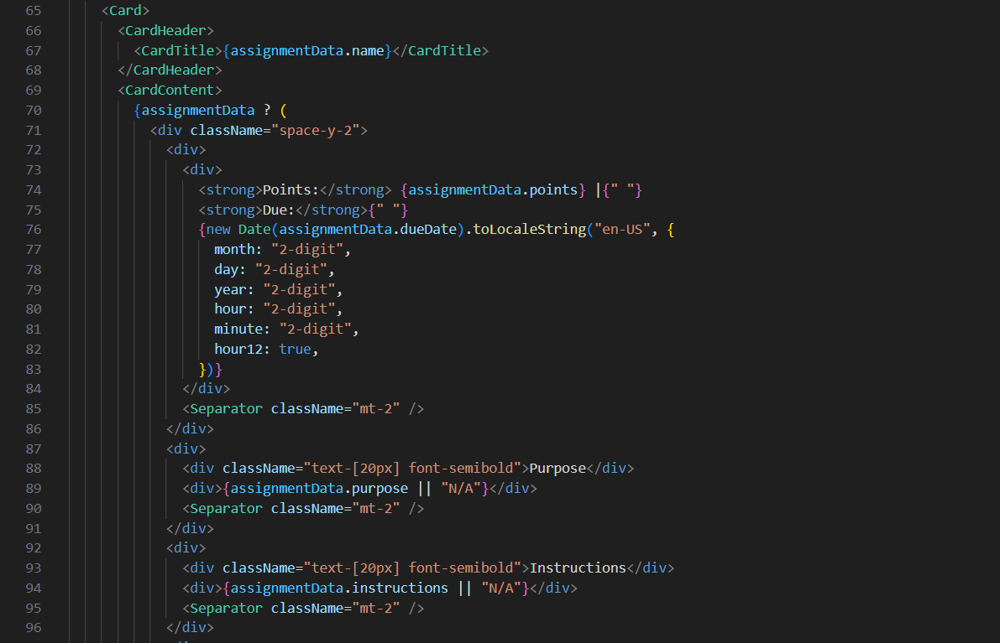 65 <Card>
66 <CardHeader>
67 <CardTitle>{assignmentData.name}</CardTitle>
68 </CardHeader>
69 <CardContent>
70 {assignmentData ? (
71 <div className="space-y-2">
72 <div>
73 <div>
74 <strong>Points:</strong> {assignmentData.points} |{" "}
75 <strong>Due:</strong>{" "}
76 {new Date(assignmentData.dueDate).toLocaleString("en-US", {
77 month: "2-digit",
78 day: "2-digit",
79 year: "2-digit",
80 hour: "2-digit",
81 minute: "2-digit",
82 hour12: true,
83 })}
84 </div>
85 <Separator className="mt-2" />
86 </div>
87 <div>
88 <div className="text-[20px] font-semibold">Purpose</div>
89 <div>{assignmentData.purpose || "N/A"}</div>
90 <Separator className="mt-2" />
91 </div>
92 <div>
93 <div className="text-[20px] font-semibold">Instructions</div>
94 <div>{assignmentData.instructions || "N/A"}</div>
95 <Separator className="mt-2" />
96 </div>